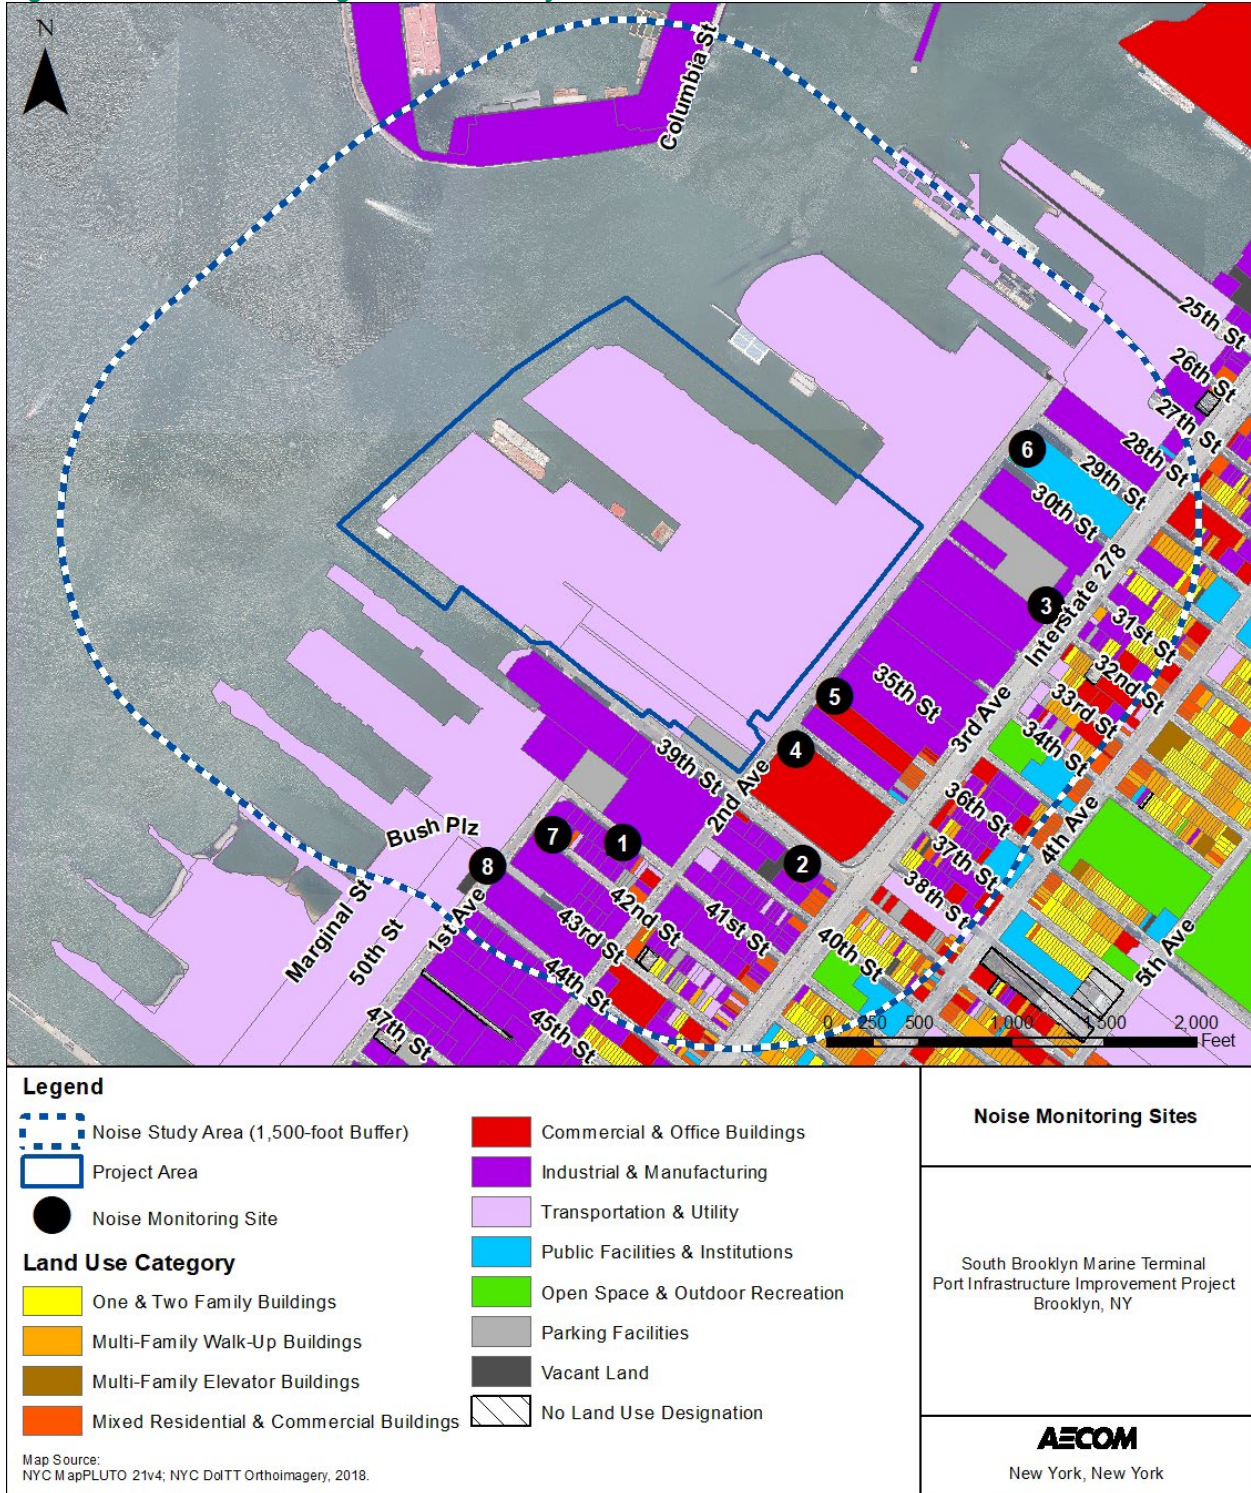 N
Columbia St
25th St
26th St
27th St
28th St
29th St
30th St
6
3
Interstate 278
31st St
32nd St
33rd St
34th St
35th St
3rd Ave
5
4
39th St
2nd Ave
36th St
37th St
38th St
4th Ave
5th Ave
Bush Plz
7
1
2
8
1st Ave
Marginal St
50th St
42nd St
41st St
40th St
43rd St
44th St
45th St
47th St
0 250 500 1,000 1,500 2,000
Feet
Legend
Noise Study Area (1,500-foot Buffer)
Project Area
Noise Monitoring Site
Land Use Category
One & Two Family Buildings
Multi-Family Walk-Up Buildings
Multi-Family Elevator Buildings
Mixed Residential & Commercial Buildings
Commercial & Office Buildings
Industrial & Manufacturing
Transportation & Utility
Public Facilities & Institutions
Open Space & Outdoor Recreation
Parking Facilities
Vacant Land
No Land Use Designation
Map Source:
NYC MapPLUTO 21v4; NYC DoITT Orthoimagery, 2018.
Noise Monitoring Sites
South Brooklyn Marine Terminal
Port Infrastructure Improvement Project
Brooklyn, NY
AECOM
New York, New York